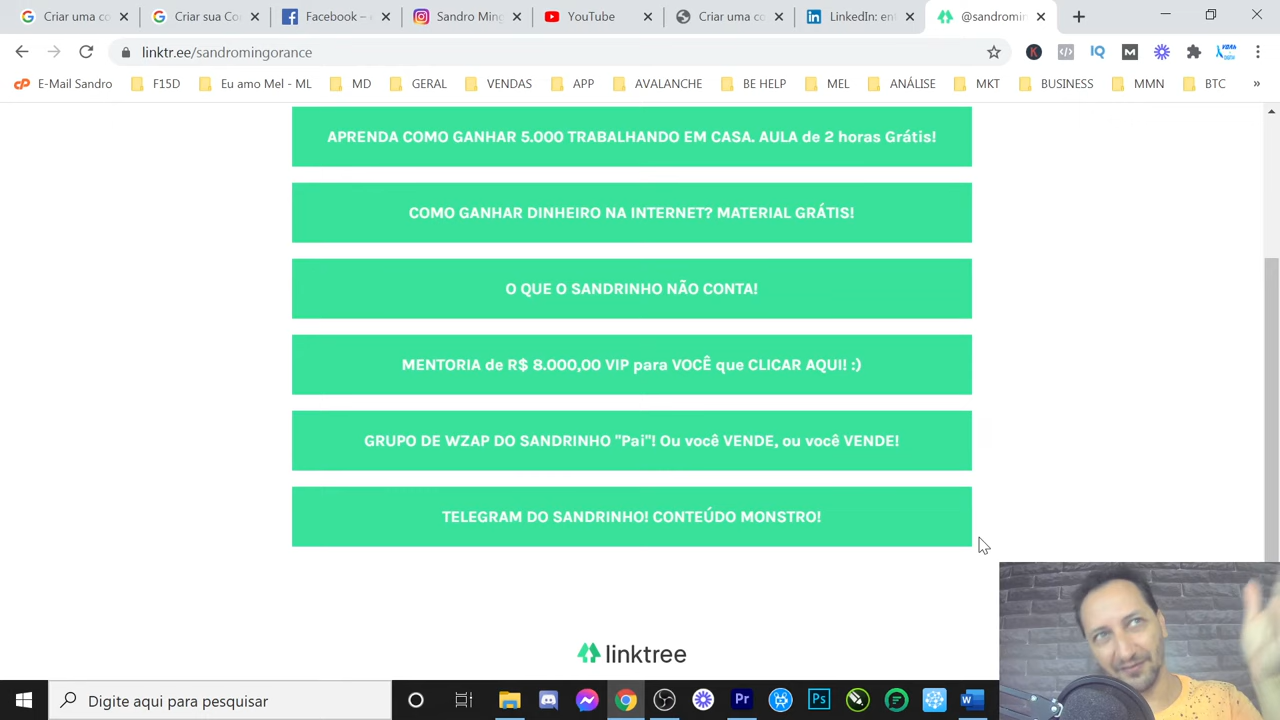 Criar uma co
Criar sua Co
Facebook –
Instagram Sandro Ming
YouTube
Criar uma co
LinkedIn: en
@sandromin
linktr.ee/sandromingorance
E-Mail Sandro
F15D
Eu amo Mel - ML
MD
GERAL
VENDAS
APP
AVALANCHE
BE HELP
MEL
ANÁLISE
MKT
BUSINESS
MMN
BTC
APRENDA COMO GANHAR 5.000 TRABALHANDO EM CASA. AULA de 2 horas Grátis!
COMO GANHAR DINHEIRO NA INTERNET? MATERIAL GRÁTIS!
O QUE O SANDRINHO NÃO CONTA!
MENTORIA de R$ 8.000,00 VIP para VOCÊ que CLICAR AQUI! :)
GRUPO DE WZAP DO SANDRINHO "Pai"! Ou você VENDE, ou você VENDE!
TELEGRAM DO SANDRINHO! CONTEÚDO MONSTRO!
linktree
Digite aqui para pesquisar